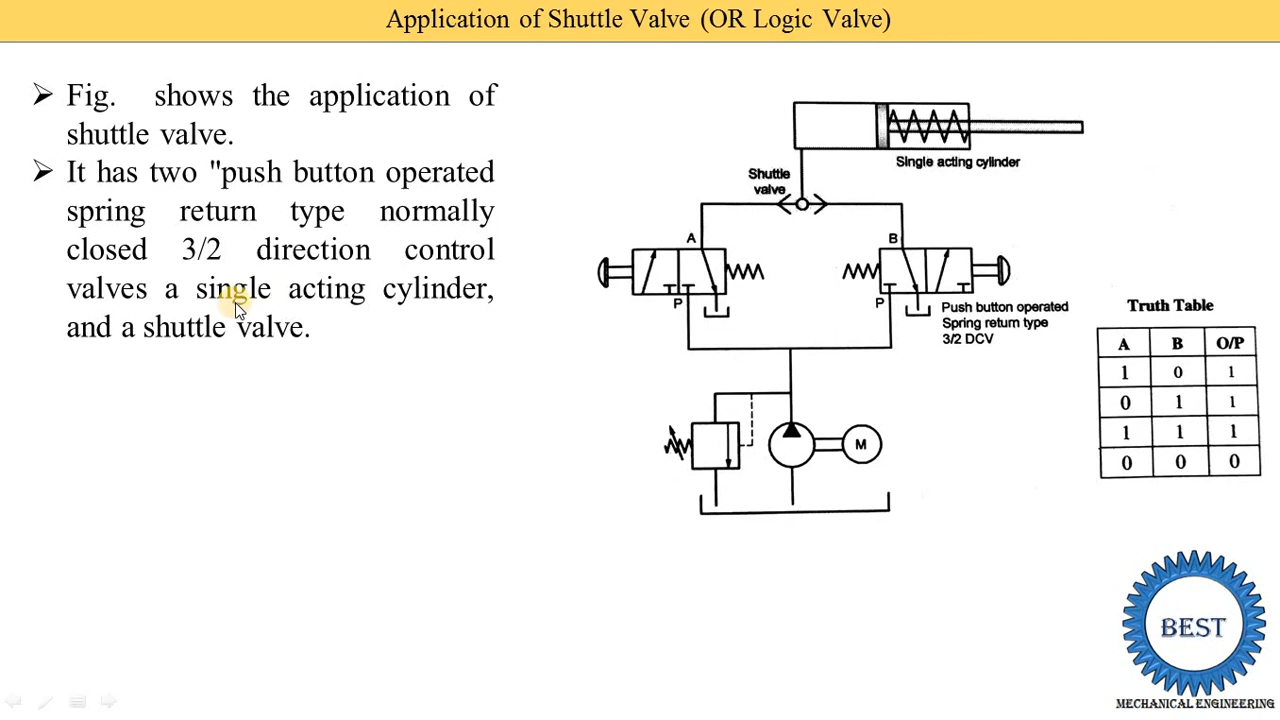 Application of Shuttle Valve (OR Logic Valve)
Fig. shows the application of
shuttle valve.
It has two "push button operated
spring return type normally
closed 3/2 direction control
valves a single acting cylinder,
and a shuttle valve.
Single acting cylinder
Shuttle
valve
A
B
P
P
Push button operated
Spring return type
3/2 DCV
M
Truth Table
A B O/P
1 0 1
0 1 1
1 1 1
0 0 0
BEST
MECHANICAL ENGINEERING